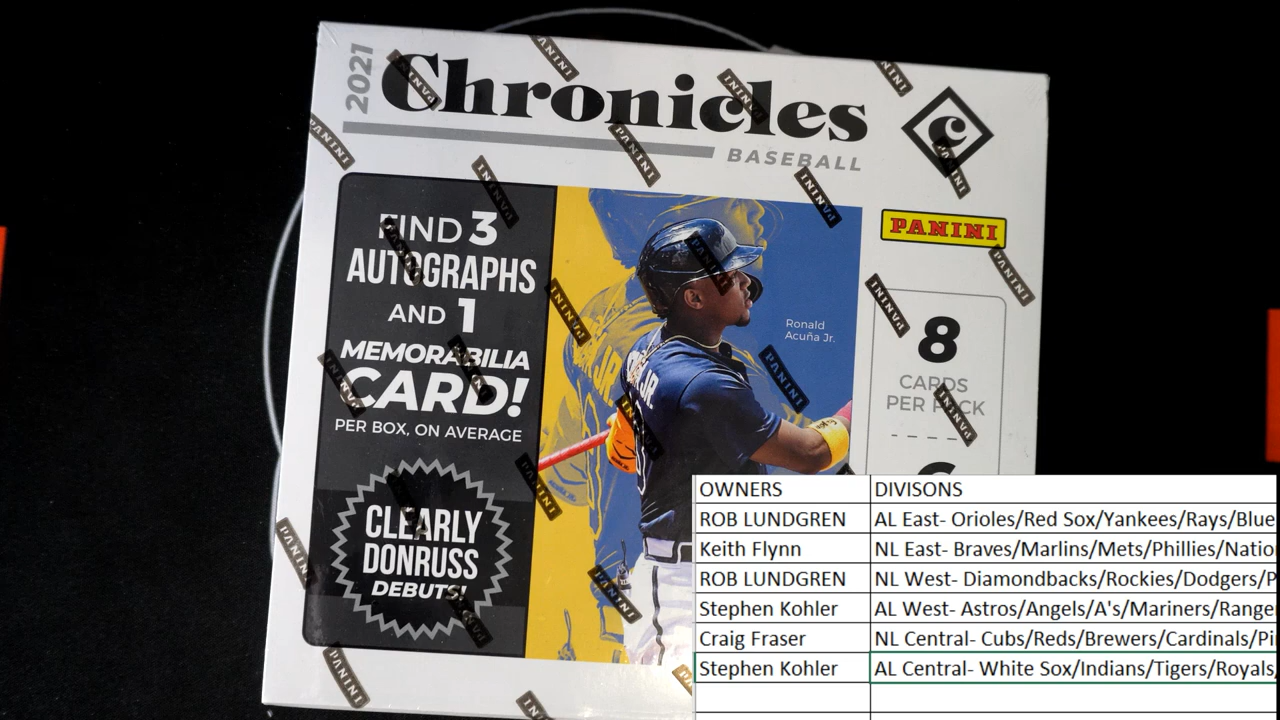 2021
Chronicles
BASEBALL
C
PANINI
FIND 3
AUTOGRAPHS
AND 1
MEMORABILIA
CARD!
PER BOX, ON AVERAGE
CLEARLY
DONRUSS
DEBUTS!
Ronald
Acuña Jr.
8
CARDS
PER PACK
OWNERS DIVISONS
ROB LUNDGREN AL East- Orioles/Red Sox/Yankees/Rays/Blue
Keith Flynn NL East- Braves/Marlins/Mets/Phillies/Natio
ROB LUNDGREN NL West- Diamondbacks/Rockies/Dodgers/P
Stephen Kohler AL West- Astros/Angels/A's/Mariners/Range
Craig Fraser NL Central- Cubs/Reds/Brewers/Cardinals/Pi
Stephen Kohler AL Central- White Sox/Indians/Tigers/Royals/